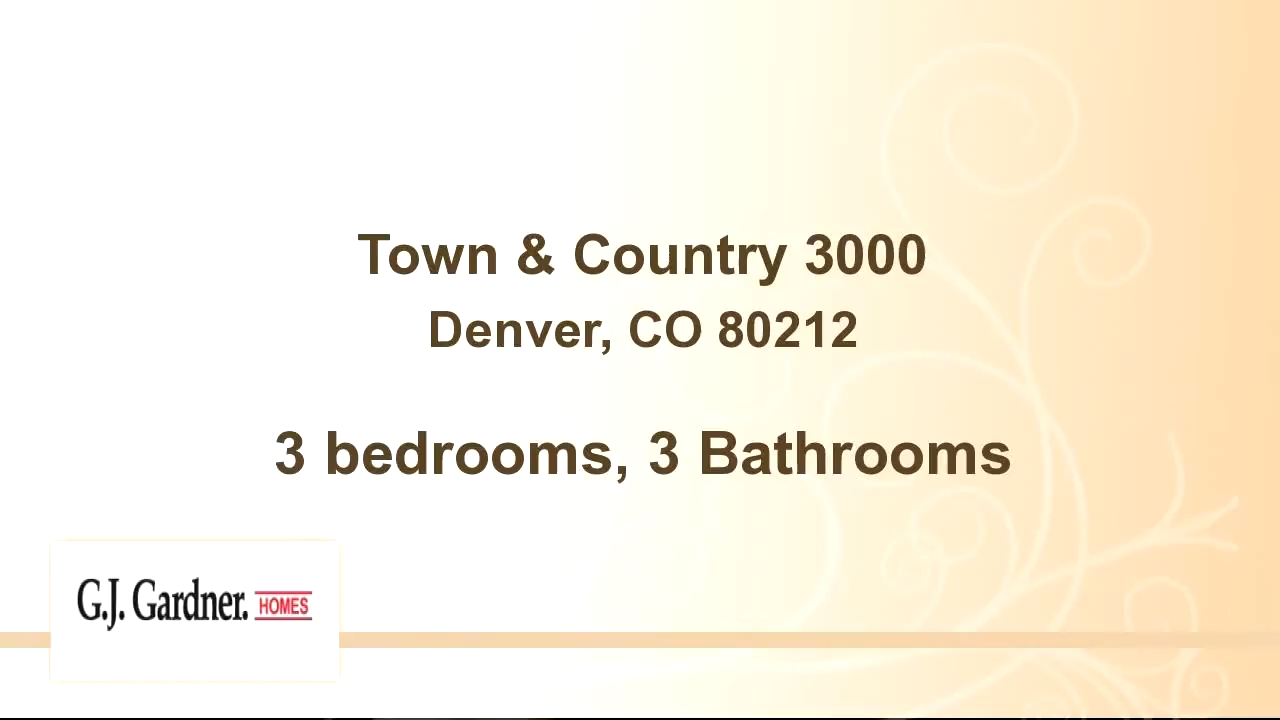 Town & Country 3000
Denver, CO 80212
3 bedrooms, 3 Bathrooms
G.J. Gardner. HOMES